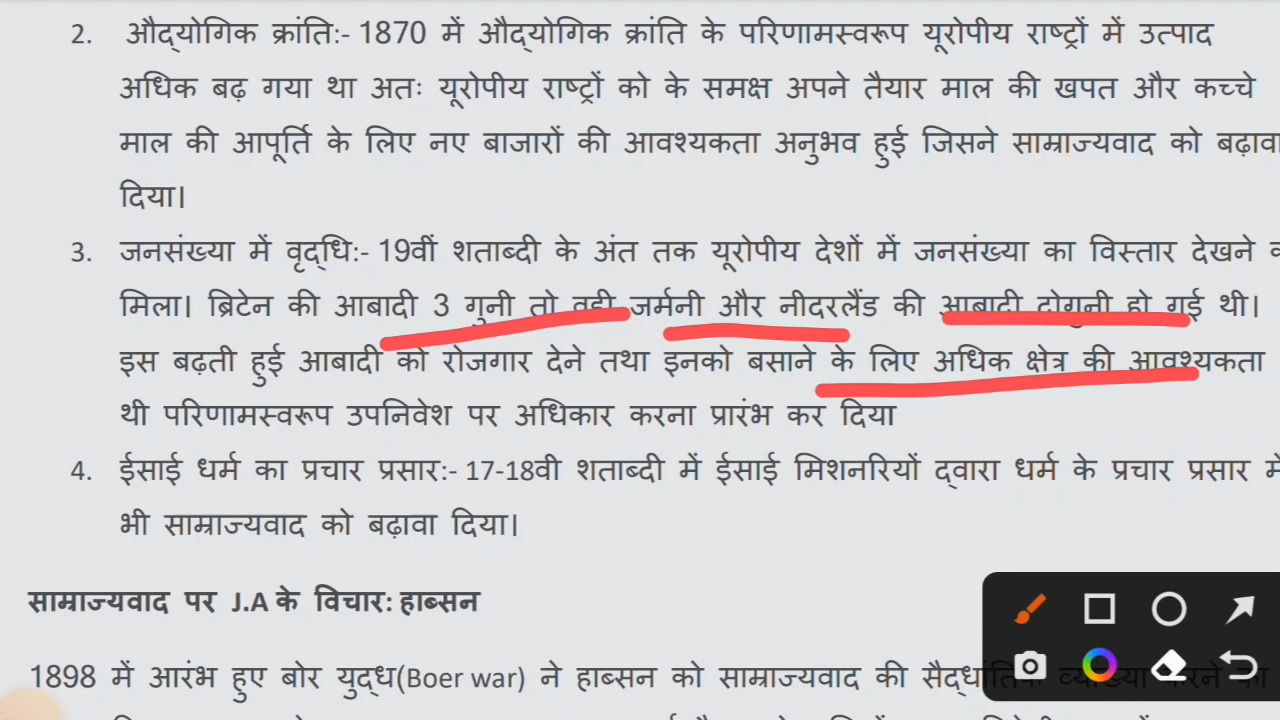 2. औद्योगिक क्रांति:- 1870 में औद्योगिक क्रांति के परिणामस्वरूप यूरोपीय राष्ट्रों में उत्पाद
अधिक बढ़ गया था अतः यूरोपीय राष्ट्रों को के समक्ष अपने तैयार माल की खपत और कच्चे
माल की आपूर्ति के लिए नए बाजारों की आवश्यकता अनुभव हुई जिसने साम्राज्यवाद को बढ़ावा
दिया।
3. जनसंख्या में वृद्धि:- 19वीं शताब्दी के अंत तक यूरोपीय देशों में जनसंख्या का विस्तार देखने
मिला। ब्रिटेन की आबादी 3 गुनी तो वही जर्मनी और नीदरलैंड की आबादी दोगुनी हो गई थी।
इस बढ़ती हुई आबादी को रोजगार देने तथा इनको बसाने के लिए अधिक क्षेत्र की आवश्यकता
थी परिणामस्वरूप उपनिवेश पर अधिकार करना प्रारंभ कर दिया
4. ईसाई धर्म का प्रचार प्रसार:- 17-18वी शताब्दी में ईसाई मिशनरियों द्वारा धर्म के प्रचार प्रसार में
भी साम्राज्यवाद को बढ़ावा दिया।
साम्राज्यवाद पर J.A के विचार: हाब्सन
1898 में आरंभ हुए बोर युद्ध(Boer war) ने हाब्सन को साम्राज्यवाद की सैद्धांतिक व्याख्या करने का